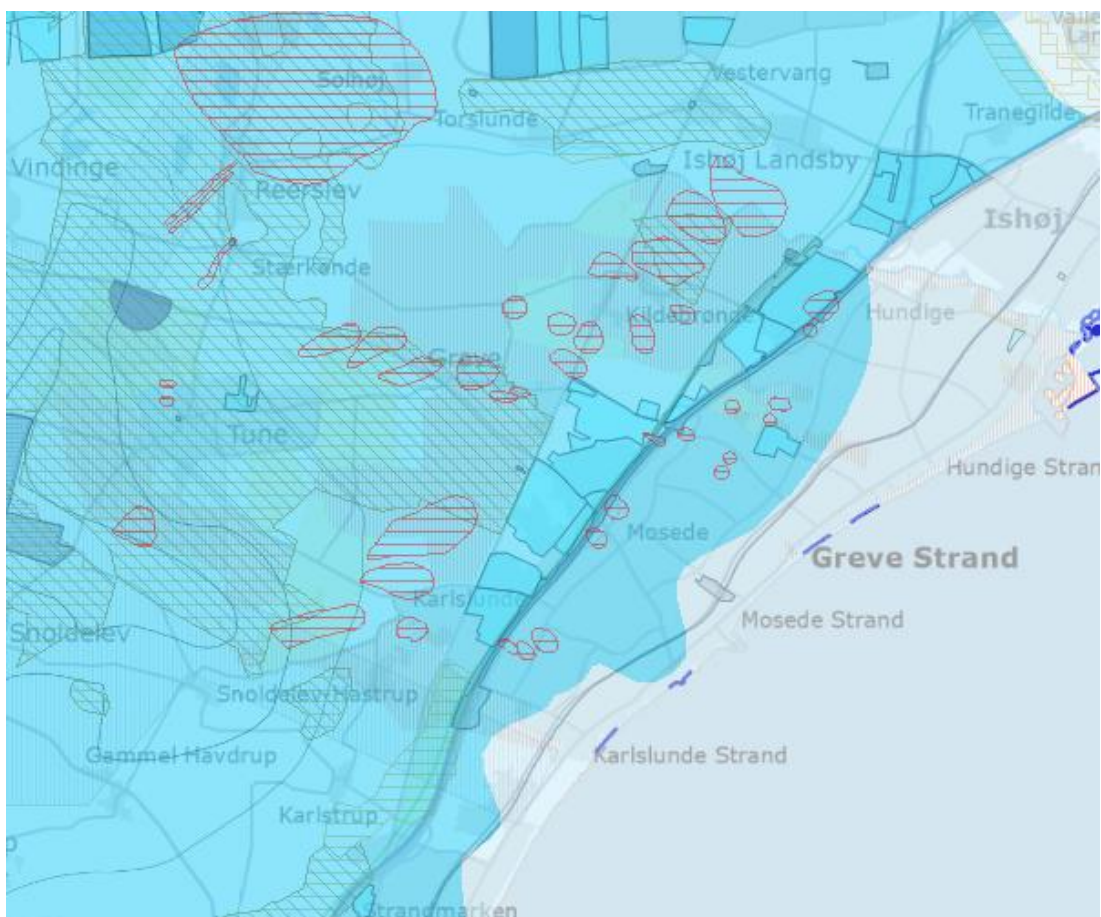 Solhøj
Vestervang
Torslunde
Tranegilde
Vindinge
Ishøj Landsby
Reerslev
Ishøj
Stærkende
Kildebrønde
Hundige
Greve
Tune
Hundige Stran
Mosede
Greve Strand
Karlslunde
Mosede Strand
Snoldelev
Snoldelev-Hastrup
Gammel Havdrup
Karlslunde Strand
Karlstrup
Strandmarken